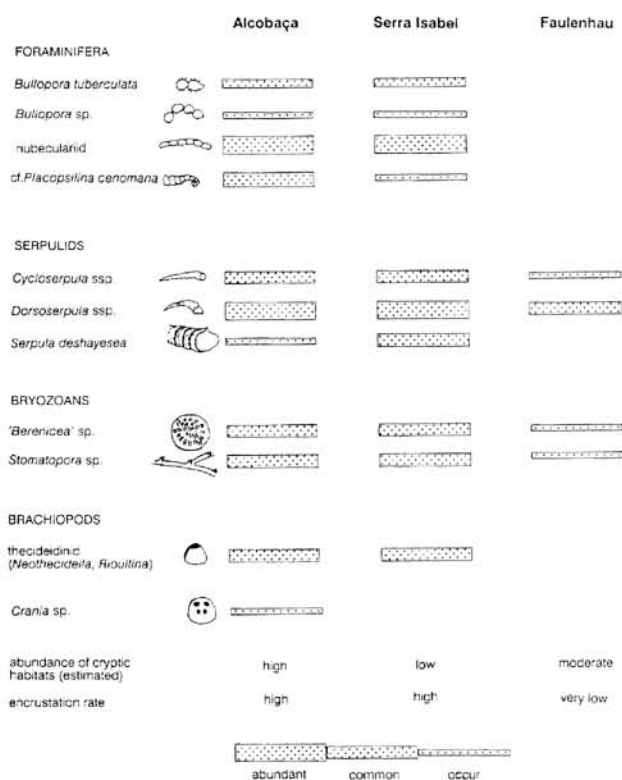 Alcobaça Serra Isabel Faulenhau
FORAMINIFERA
Bullopora tuberculata
Bullopora sp.
nubeculariid
cf.Placopsilina cenomana
SERPULIDS
Cycloserpula ssp.
Dorsoserpula ssp.
Serpula deshayesea
BRYOZOANS
'Berenicea' sp.
Stomatopora sp.
BRACHIOPODS
thecideidinic
(Neothecidella, Rioultina)
Crania sp.
abundance of cryptic
habitats (estimated) high low moderate
encrustation rate high high very low
abundant common occur